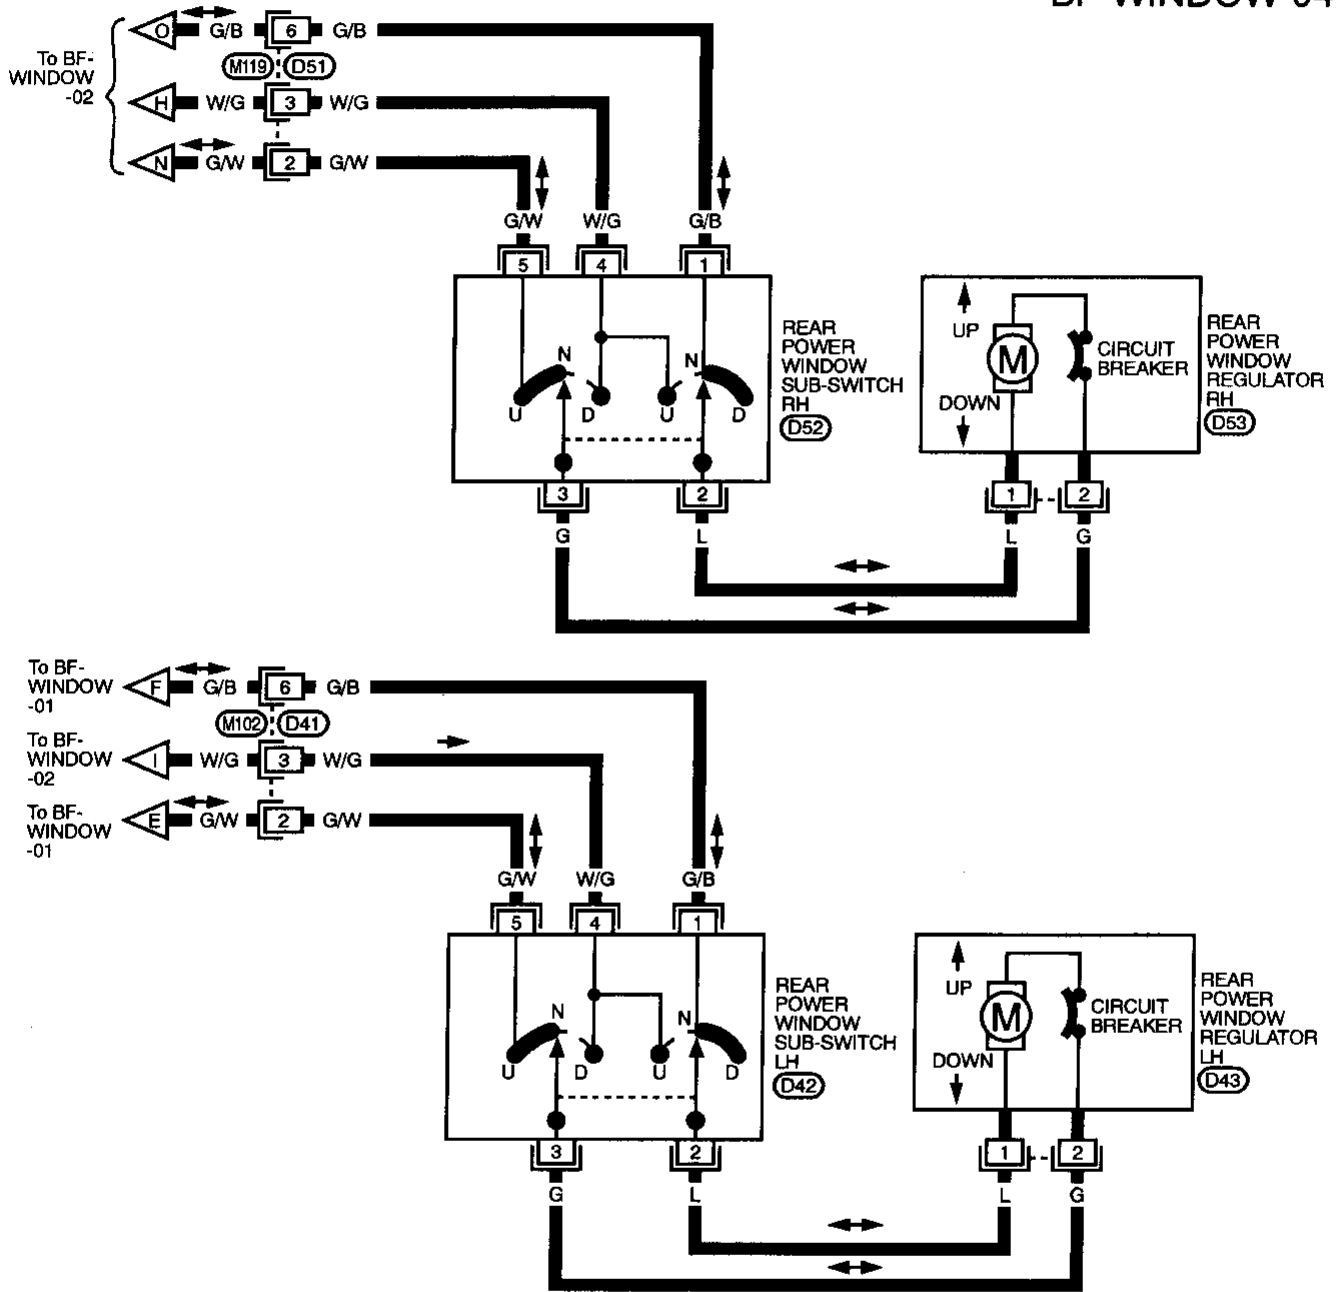 BF-WINDOW-04
O G/B 6 G/B
To BF-
WINDOW
-02
M119 D51
H W/G 3 W/G
N G/W 2 G/W
G/W W/G G/B
5 4 1
N N
U D U D
3 2
G L
REAR
POWER
WINDOW
SUB-SWITCH
RH
D52
UP
M
DOWN
CIRCUIT
BREAKER
REAR
POWER
WINDOW
REGULATOR
RH
D53
1 2
L G
To BF-
WINDOW
-01
F G/B 6 G/B
M102 D41
To BF-
WINDOW
-02
I W/G 3 W/G
To BF-
WINDOW
-01
E G/W 2 G/W
G/W W/G G/B
5 4 1
N N
U D U D
3 2
G L
REAR
POWER
WINDOW
SUB-SWITCH
LH
D42
UP
M
DOWN
CIRCUIT
BREAKER
REAR
POWER
WINDOW
REGULATOR
LH
D43
1 2
L G